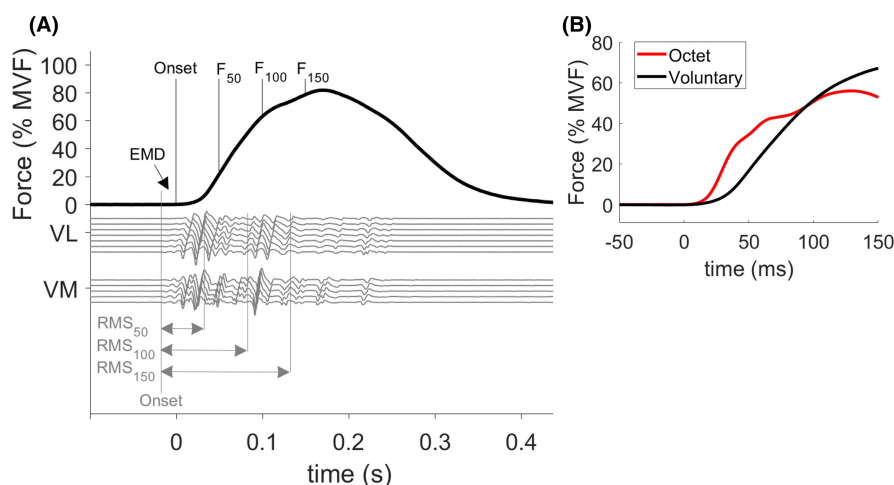 (A)
Force (% MVF)
100
80
60
40
20
0
Onset
F50
F100
F150
EMD
VL
VM
RMS50
RMS100
RMS150
Onset
0
0.1
0.2
0.3
0.4
time (s)
(B)
Force (% MVF)
80
60
40
20
0
Octet
Voluntary
-50
0
50
100
150
time (ms)